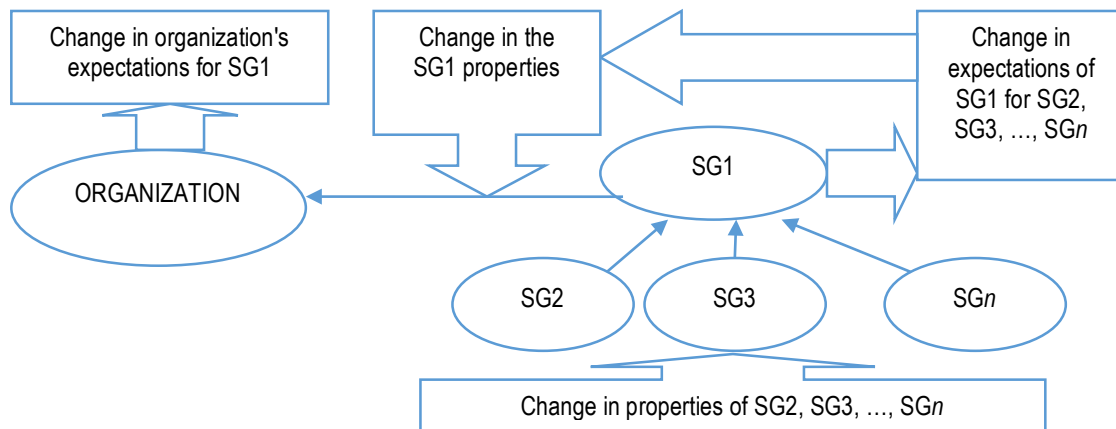 Change in organization's
expectations for SG1
Change in the
SG1 properties
Change in
expectations of
SG1 for SG2,
SG3, …, SGn
ORGANIZATION
SG1
SG2
SG3
SGn
Change in properties of SG2, SG3, …, SGn